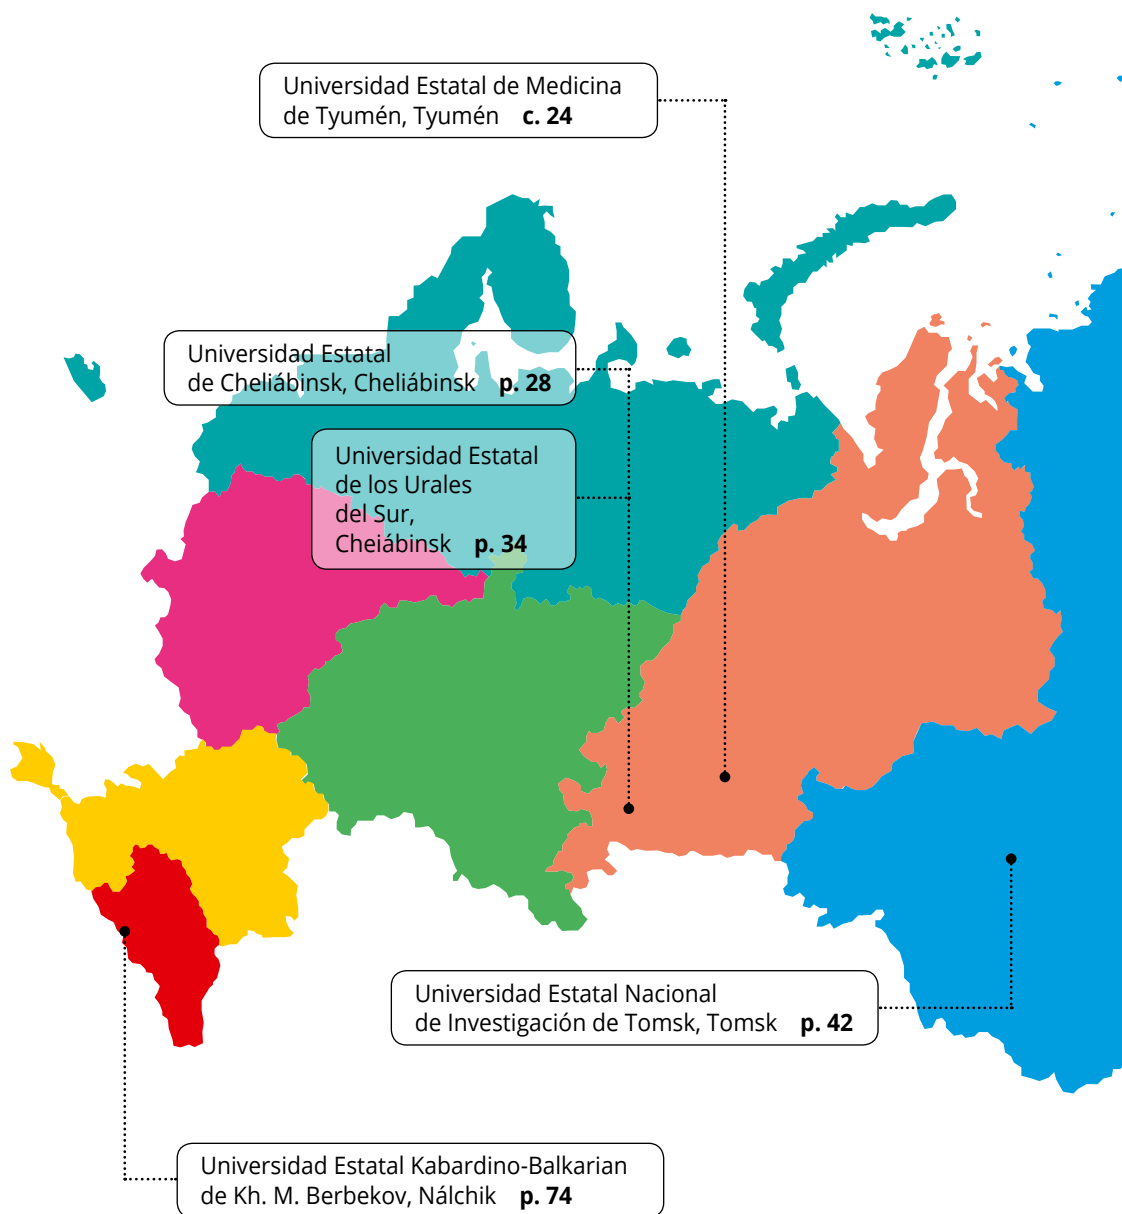 Universidad Estatal de Medicina
de Tyumén, Tyumén c. 24
Universidad Estatal
de Cheliábinsk, Cheliábinsk p. 28
Universidad Estatal
de los Urales
del Sur,
Cheiábinsk p. 34
Universidad Estatal Nacional
de Investigación de Tomsk, Tomsk p. 42
Universidad Estatal Kabardino-Balkarian
de Kh. M. Berbekov, Nálchik p. 74